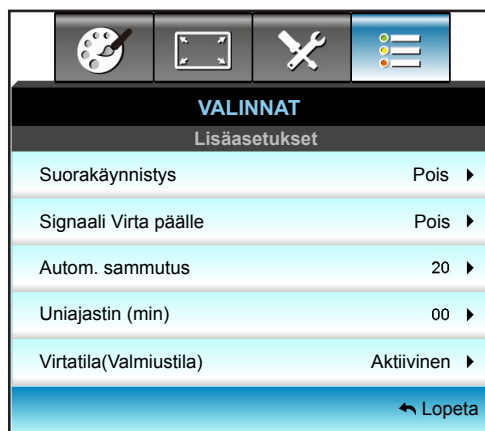 VALINNAT
Lisäasetukset
Suorakäynnistys Pois
Signaali Virta päälle Pois
Autom. sammutus 20
Uniajastin (min) 00
Virtatila(Valmiustila) Aktiivinen
Lopeta